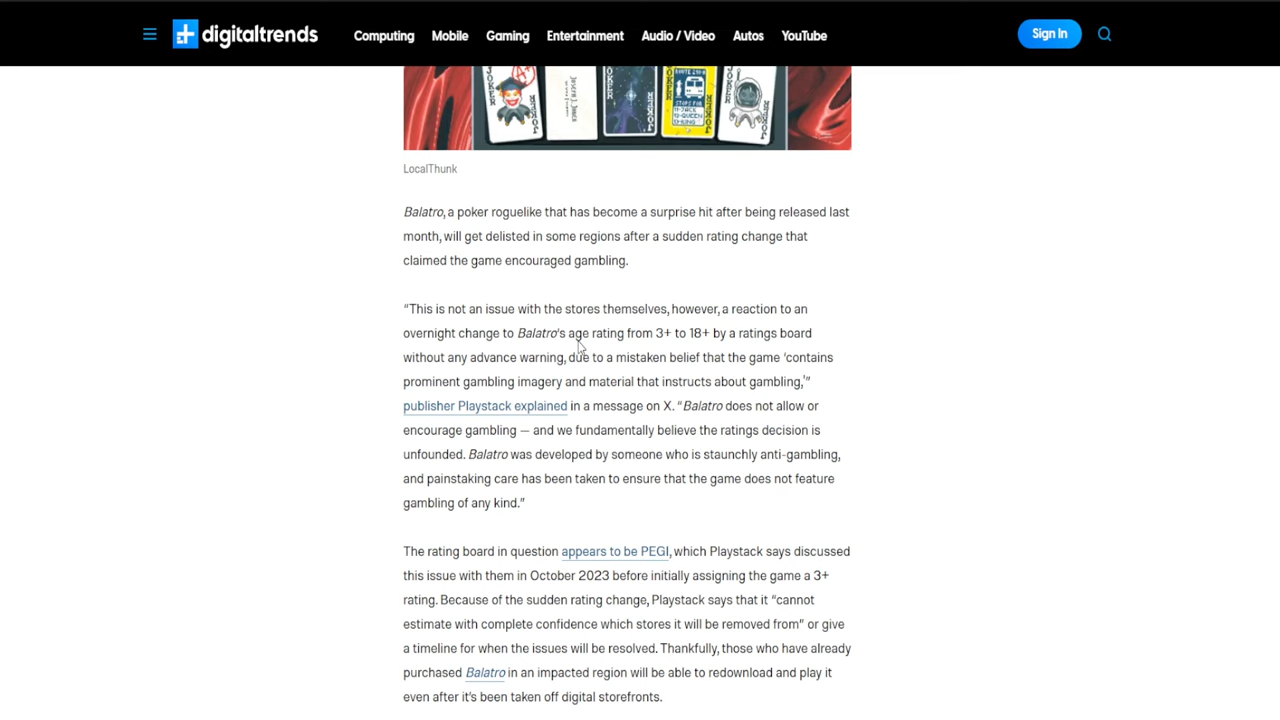 digitaltrends Computing Mobile Gaming Entertainment Audio / Video Autos YouTube Sign In
LocalThunk
Balatro, a poker roguelike that has become a surprise hit after being released last
month, will get delisted in some regions after a sudden rating change that
claimed the game encouraged gambling.
“This is not an issue with the stores themselves, however, a reaction to an
overnight change to Balatro‘s age rating from 3+ to 18+ by a ratings board
without any advance warning, due to a mistaken belief that the game ‘contains
prominent gambling imagery and material that instructs about gambling,'”
publisher Playstack explained in a message on X. “Balatro does not allow or
encourage gambling — and we fundamentally believe the ratings decision is
unfounded. Balatro was developed by someone who is staunchly anti-gambling,
and painstaking care has been taken to ensure that the game does not feature
gambling of any kind.”
The rating board in question appears to be PEGI, which Playstack says discussed
this issue with them in October 2023 before initially assigning the game a 3+
rating. Because of the sudden rating change, Playstack says that it “cannot
estimate with complete confidence which stores it will be removed from” or give
a timeline for when the issues will be resolved. Thankfully, those who have already
purchased Balatro in an impacted region will be able to redownload and play it
even after it's been taken off digital storefronts.